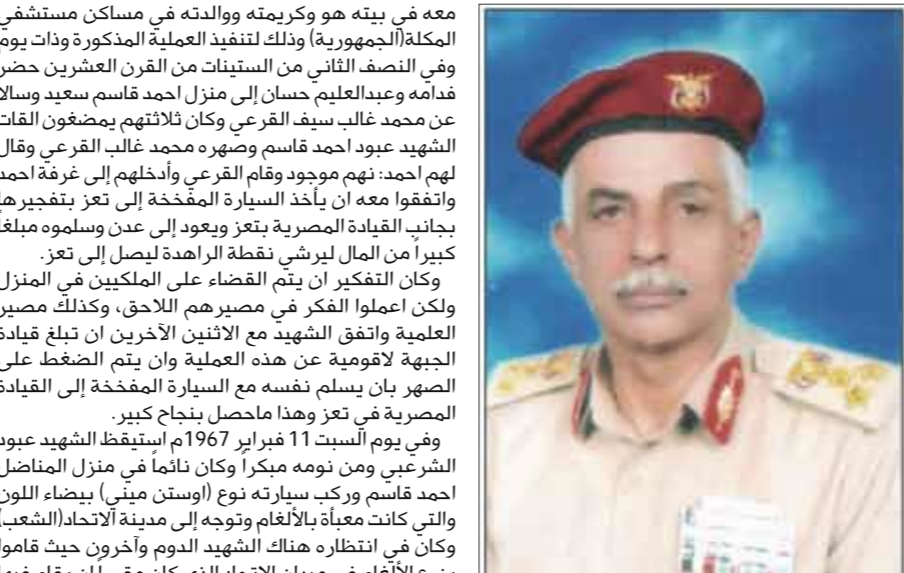 معه في بيته هو وكريمته ووالدته في مساكن مستشفي
المكلة(الجمهورية) وذلك لتنفيذ العملية المذكورة وذات يوم
وفي النصف الثاني من الستينات من القرن العشرين حضر
فدامه وعبدالعليم حسان إلى منزل احمد قاسم سعيد وسالا
عن محمد غالب سيف القرعي وكان ثلاثتهم يمضغون القات
الشهيد عبود احمد قاسم وصهره محمد غالب القرعي وقال
لهم احمد: نهم موجود وقام القرعي وأدخلهم إلى غرفة احمد
واتفقوا معه ان يأخذ السيارة المفخخة إلى تعز بتفجيرها
بجانب القيادة المصرية بتعز ويعود إلى عدن وسلموه مبلغا
كبيراً من المال ليرشي نقطة الراهدة ليصل إلى تعز.
وكان التفكير ان يتم القضاء على الملكيين في المنزل
ولكن اعملوا الفكر في مصيرهم اللاحق، وكذلك مصير
العلمية واتفق الشهيد مع الاثنين الآخرين ان تبلغ قيادة
الجبهة لاقومية عن هذه العملية وان يتم الضغط على
الصهر بان يسلم نفسه مع السيارة المفخخة إلى القيادة
المصرية في تعز وهذا ماحصل بنجاح كبير.
وفي يوم السبت 11 فبراير 1967م استيقظ الشهيد عبود
الشرعبي ومن نومه مبكراً وكان نائماً في منزل المناضل
احمد قاسم وركب سيارته نوع (اوستن ميني) بيضاء اللون
والتي كانت معبأة بالألغام وتوجه إلى مدينة الاتحاد(الشعب)
وكان في انتظاره هناك الشهيد الدوم وآخرون حيث قاموا